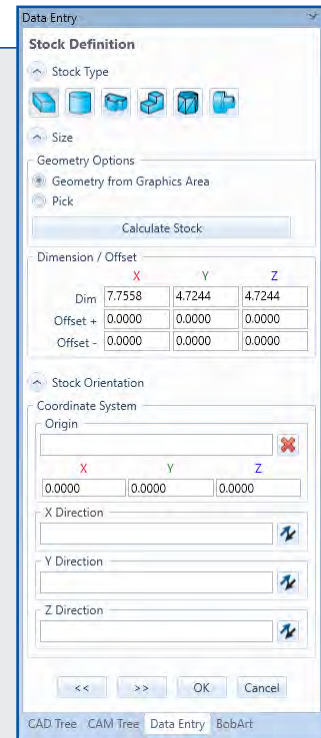 Data Entry
Stock Definition
Stock Type
Size
Geometry Options
Geometry from Graphics Area
Pick
Calculate Stock
Dimension / Offset
X Y Z
Dim 7.7558 4.7244 4.7244
Offset + 0.0000 0.0000 0.0000
Offset - 0.0000 0.0000 0.0000
Stock Orientation
Coordinate System
Origin
X Y Z
0.0000 0.0000 0.0000
X Direction
Y Direction
Z Direction
<< >> OK Cancel
CAD Tree CAM Tree Data Entry BobArt